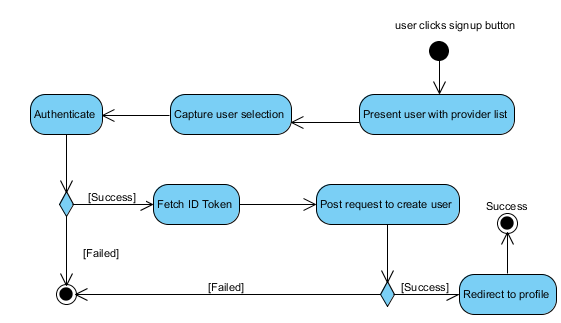 user clicks signup button
Authenticate
Capture user selection
Present user with provider list
[Success]
Fetch ID Token
Post request to create user
Success
[Failed]
[Failed]
[Success]
Redirect to profile